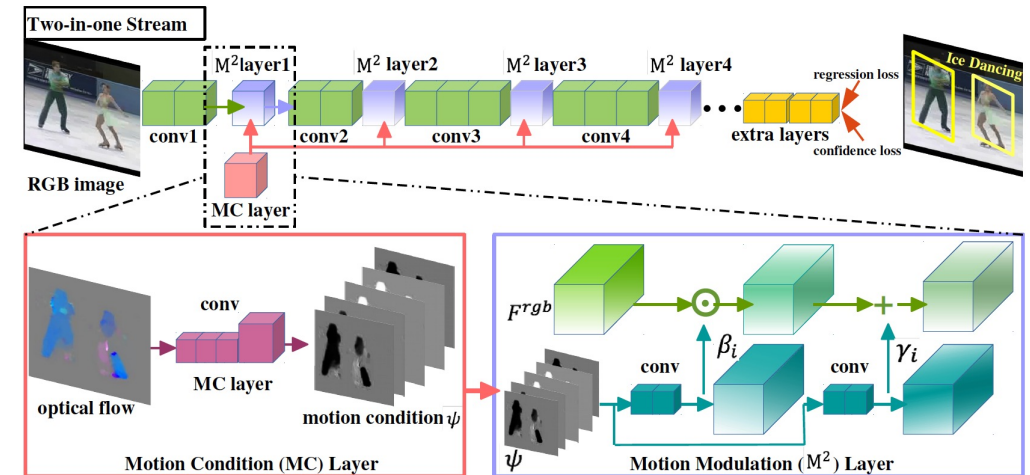 Two-in-one Stream
M² layer1
M² layer2
M² layer3
M² layer4
Ice Dancing
regression loss
conv1
conv2
conv3
conv4
extra layers
confidence loss
RGB image
MC layer
conv
F^{rgb}
β_i
γ_i
conv
conv
MC layer
optical flow
motion condition ψ
ψ
Motion Condition (MC) Layer
Motion Modulation (M²) Layer